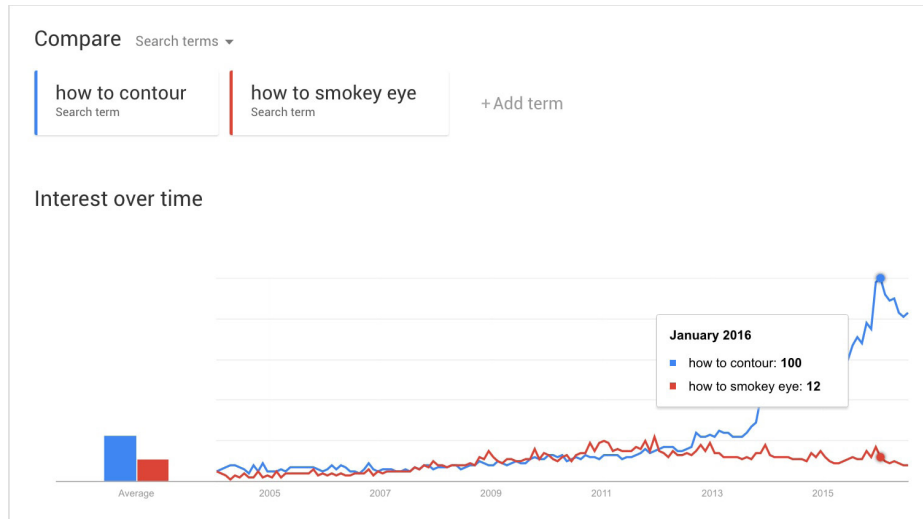 Compare Search terms
how to contour
Search term
how to smokey eye
Search term
+Add term
Interest over time
January 2016
how to contour: 100
how to smokey eye: 12
Average
2005 2007 2009 2011 2013 2015